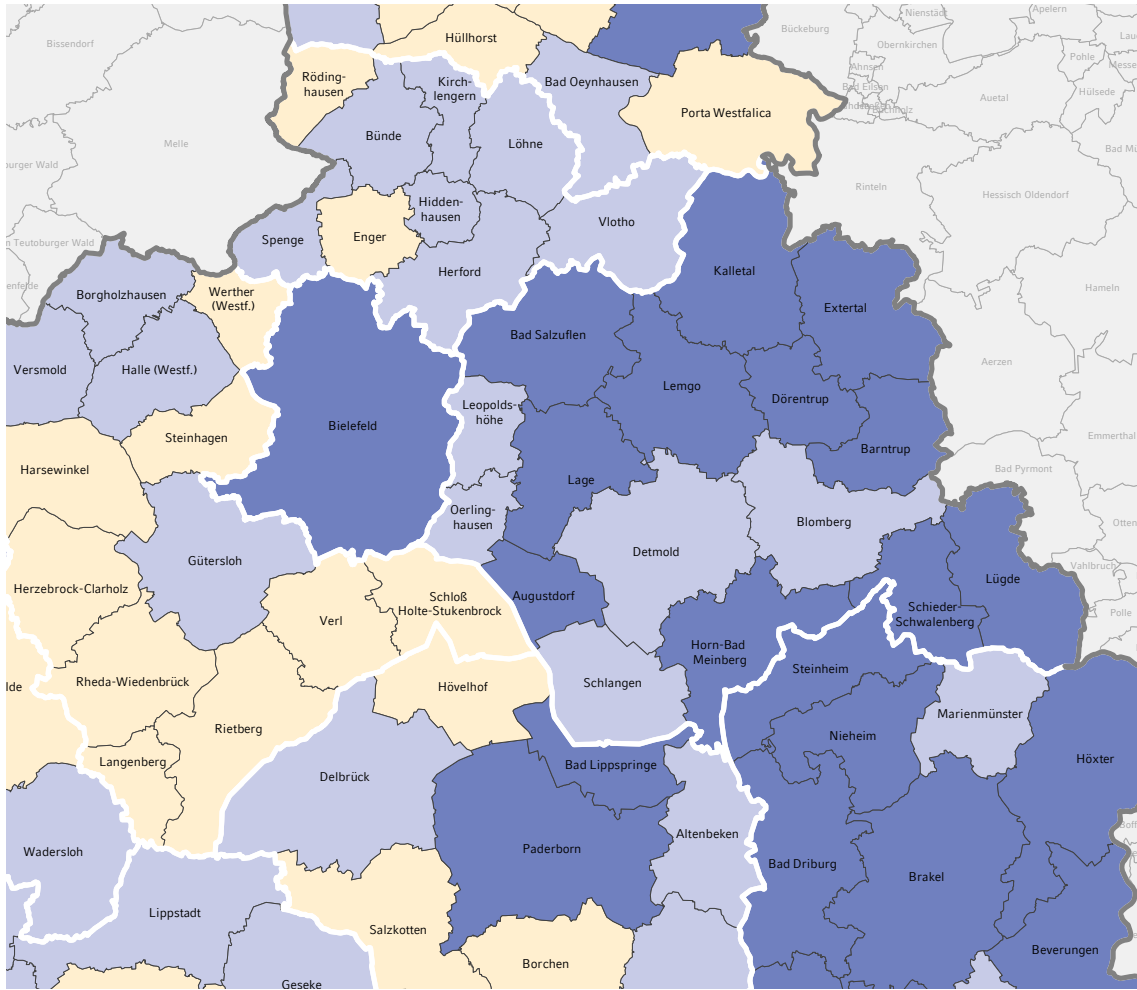 Apelern
Nienstädt
Bückeburg
Hüllhorst
Bissendorf
Obernkirchen
Pohle
Ahnsen
Röding-
hausen
Kirch-
lengern
Bad Oeynhausen
Bad Eilsen
Hülsede
Auetal
Buchholz
Porta Westfalica
Bünde
Löhne
Melle
Rinteln
Hessisch Oldendorf
Hidden-
hausen
Vlotho
Enger
Spenge
Herford
Kalletal
Hameln
Borgholzhausen
Werther
(Westf.)
Extertal
Bad Salzuflen
Aerzen
Versmold
Halle (Westf.)
Lemgo
Dörentrup
Leopolds-
höhe
Bielefeld
Steinhagen
Emmerthal
Barntrup
Harsewinkel
Bad Pyrmont
Lage
Oerling-
hausen
Blomberg
Detmold
Gütersloh
Vahlbruch
Lügde
Herzebrock-Clarholz
Augustdorf
Schloß
Holte-Stukenbrock
Verl
Schieder-
Schwalenberg
Polle
Horn-Bad
Meinberg
Steinheim
Rheda-Wiedenbrück
Hövelhof
Schlangen
Marienmünster
Rietberg
Nieheim
Langenberg
Bad Lippspringe
Höxter
Delbrück
Altenbeken
Wadersloh
Paderborn
Bad Driburg
Brakel
Lippstadt
Salzkotten
Beverungen
Borchen
Geseke